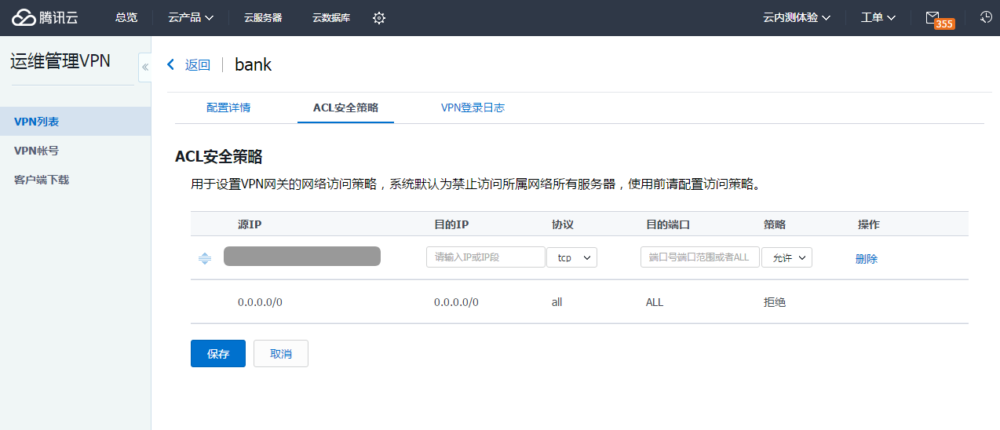 腾讯云 总览 云产品 云服务器 云数据库 云内测体验 工单 355
运维管理VPN
«
返回 bank
配置详情 ACL安全策略 VPN登录日志
VPN列表
VPN帐号
客户端下载
ACL安全策略
用于设置VPN网关的网络访问策略，系统默认为禁止访问所属网络所有服务器，使用前请配置访问策略。
源IP 目的IP 协议 目的端口 策略 操作
请输入IP或IP段 tcp 端口号端口范围或者ALL 允许 删除
0.0.0.0/0 0.0.0.0/0 all ALL 拒绝
保存 取消